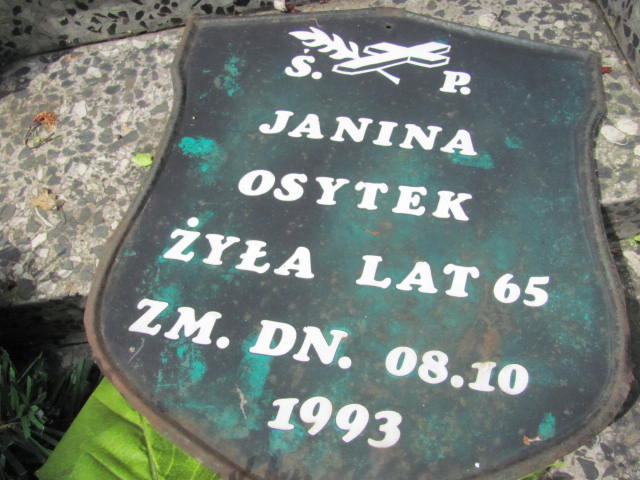 Ś. P.
JANINA
OSYTEK
ŻYŁA LAT 65
ZM. DN. 08.10
1993